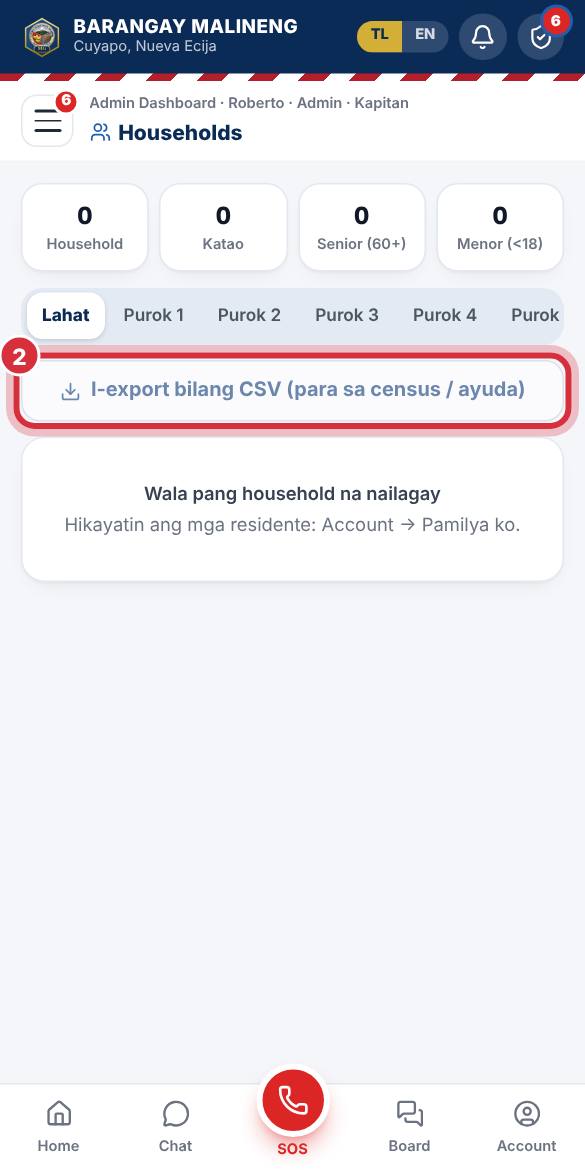 BARANGAY MALINENG
Cuyapo, Nueva Ecija
TL
EN
6
6
Admin Dashboard · Roberto · Admin · Kapitan
Households
0
Household
0
Katao
0
Senior (60+)
0
Menor (<18)
Lahat
Purok 1
Purok 2
Purok 3
Purok 4
Purok
2
I-export bilang CSV (para sa census / ayuda)
Wala pang household na nailagay
Hikayatin ang mga residente: Account → Pamilya ko.
Home
Chat
SOS
Board
Account